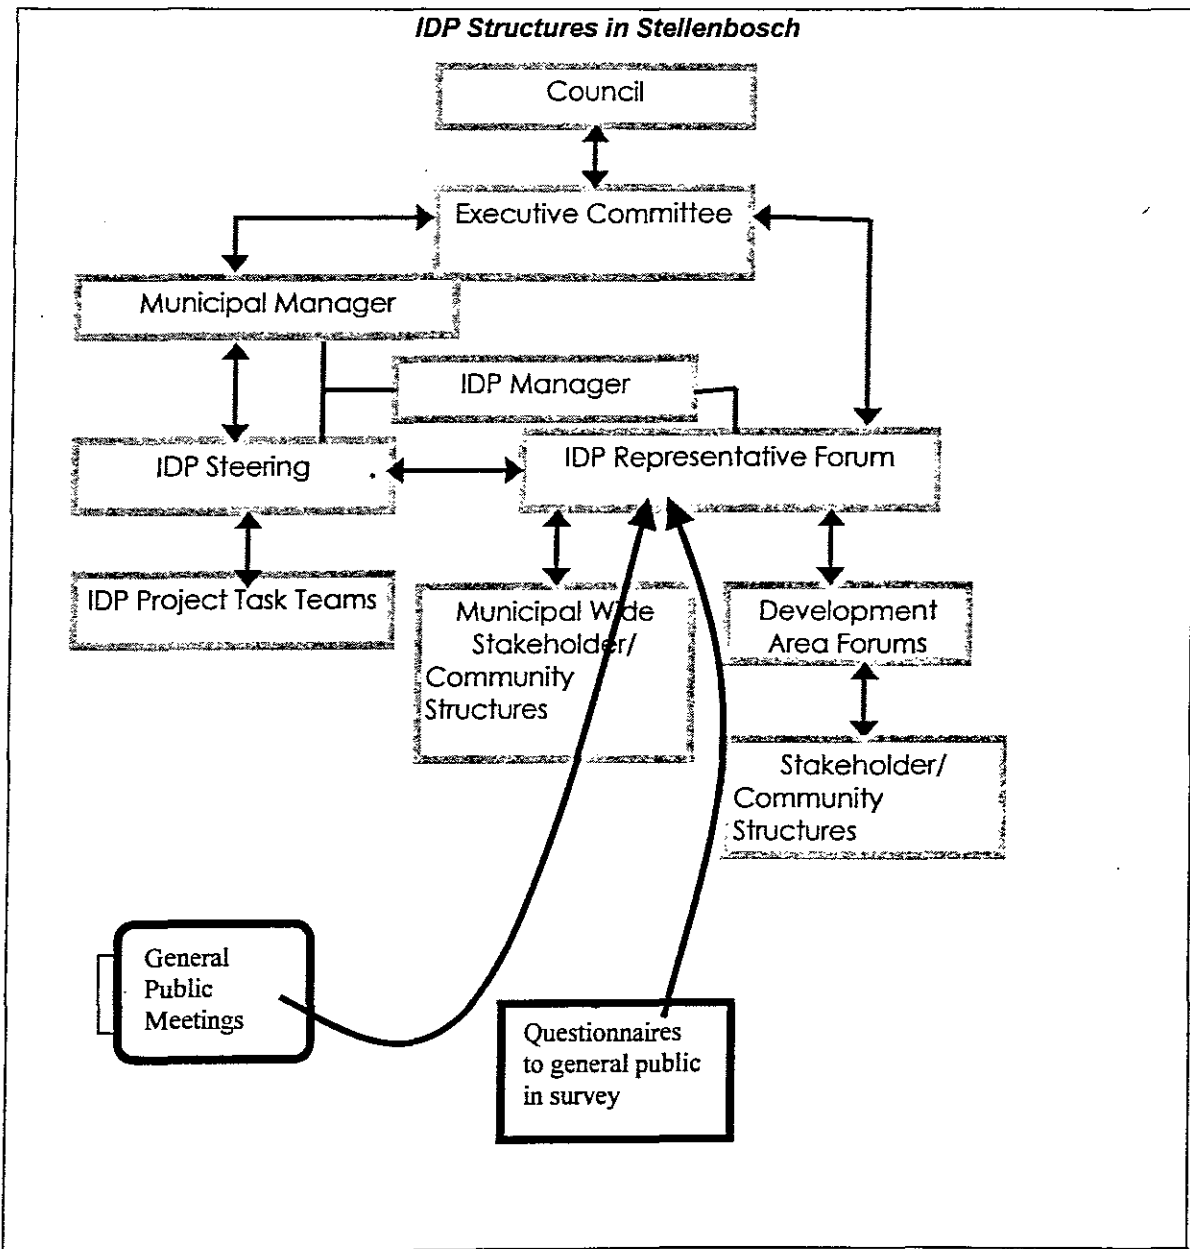 IDP Structures in Stellenbosch
Council
Executive Committee
Municipal Manager
IDP Manager
IDP Steering
IDP Representative Forum
IDP Project Task Teams
Municipal Wide
Stakeholder/
Community
Structures
Development
Area Forums
Stakeholder/
Community
Structures
General
Public
Meetings
Questionnaires
to general public
in survey